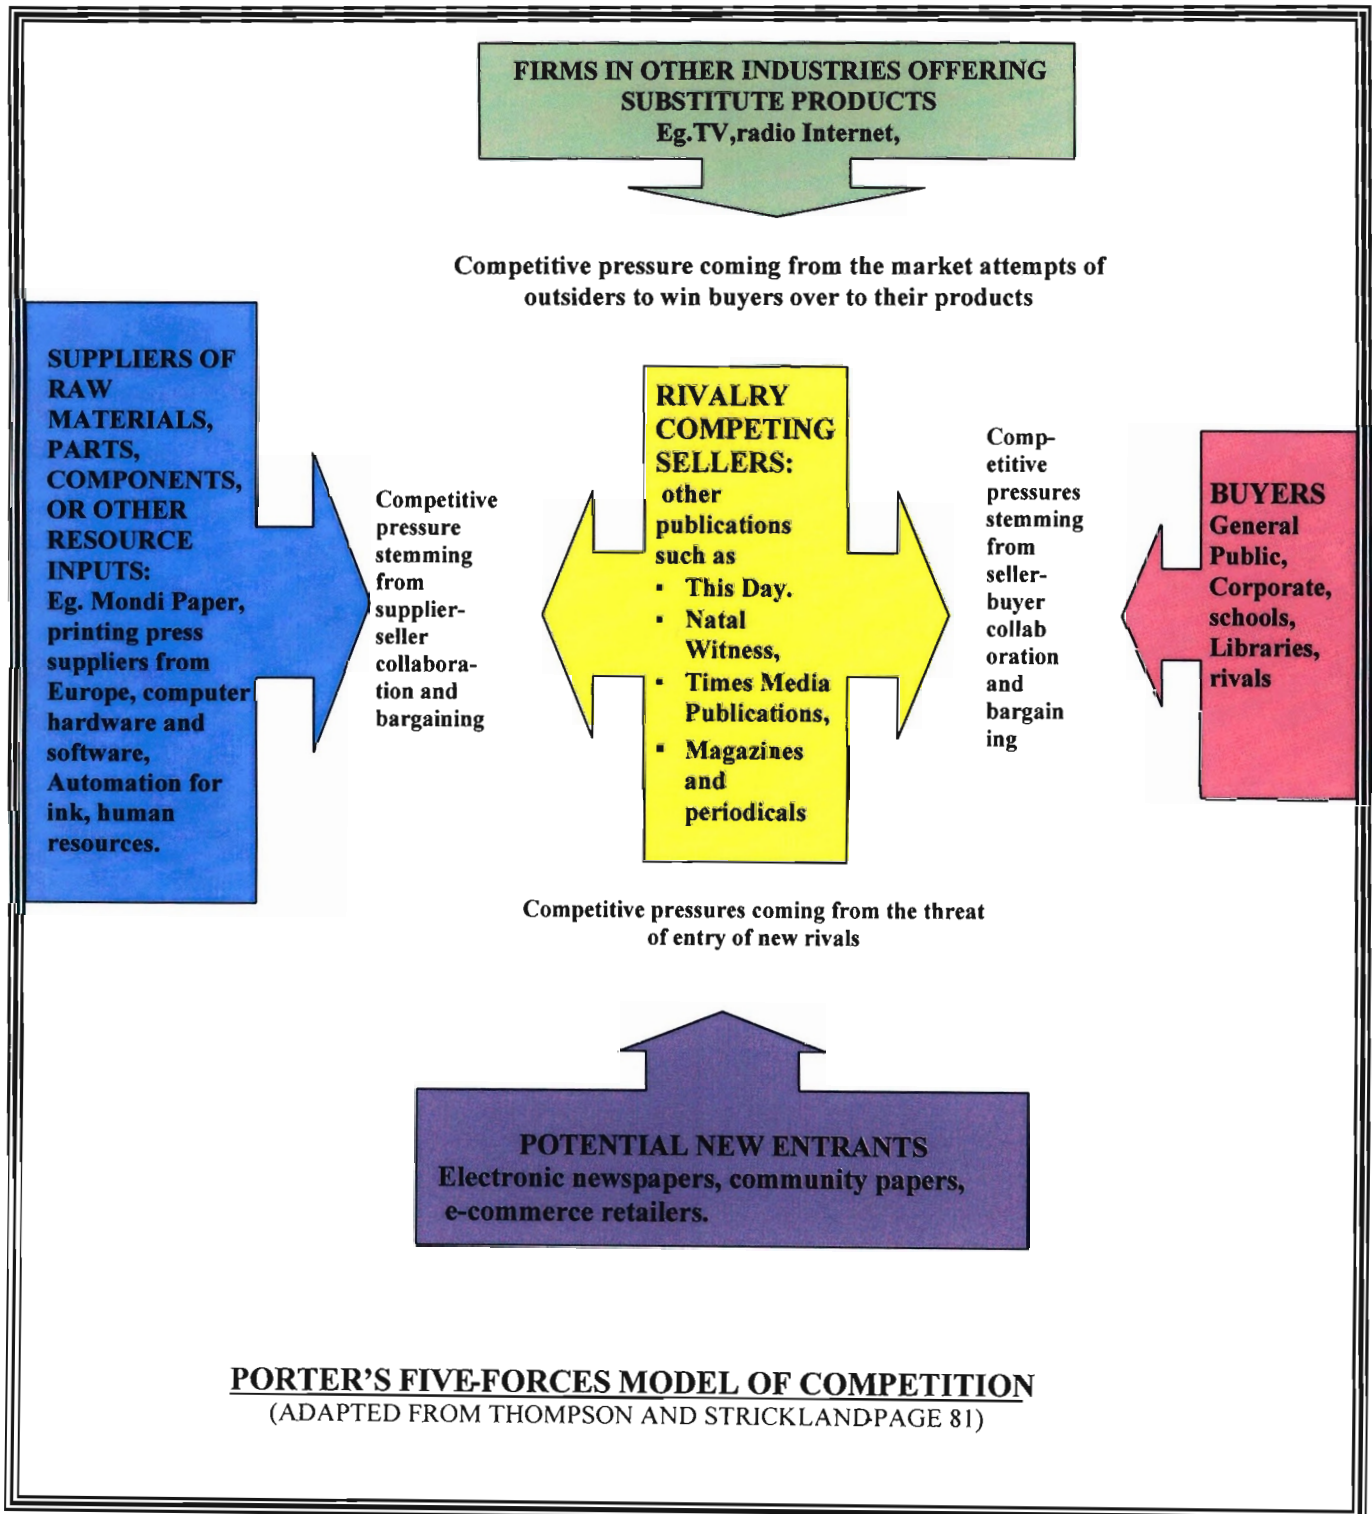 FIRMS IN OTHER INDUSTRIES OFFERING
SUBSTITUTE PRODUCTS
Eg.TV,radio Internet,
Competitive pressure coming from the market attempts of
outsiders to win buyers over to their products
SUPPLIERS OF
RAW
MATERIALS,
PARTS,
COMPONENTS,
OR OTHER
RESOURCE
INPUTS:
Eg. Mondi Paper,
printing press
suppliers from
Europe, computer
hardware and
software,
Automation for
ink, human
resources.
Competitive
pressure
stemming
from
supplier-
seller
collabora-
tion and
bargaining
RIVALRY
COMPETING
SELLERS:
other
publications
such as
▪ This Day.
▪ Natal
Witness,
▪ Times Media
Publications,
▪ Magazines
and
periodicals
Comp-
etitive
pressures
stemming
from
seller-
buyer
collab
oration
and
bargain
ing
BUYERS
General
Public,
Corporate,
schools,
Libraries,
rivals
Competitive pressures coming from the threat
of entry of new rivals
POTENTIAL NEW ENTRANTS
Electronic newspapers, community papers,
e-commerce retailers.
PORTER'S FIVE-FORCES MODEL OF COMPETITION
(ADAPTED FROM THOMPSON AND STRICKLAND-PAGE 81)